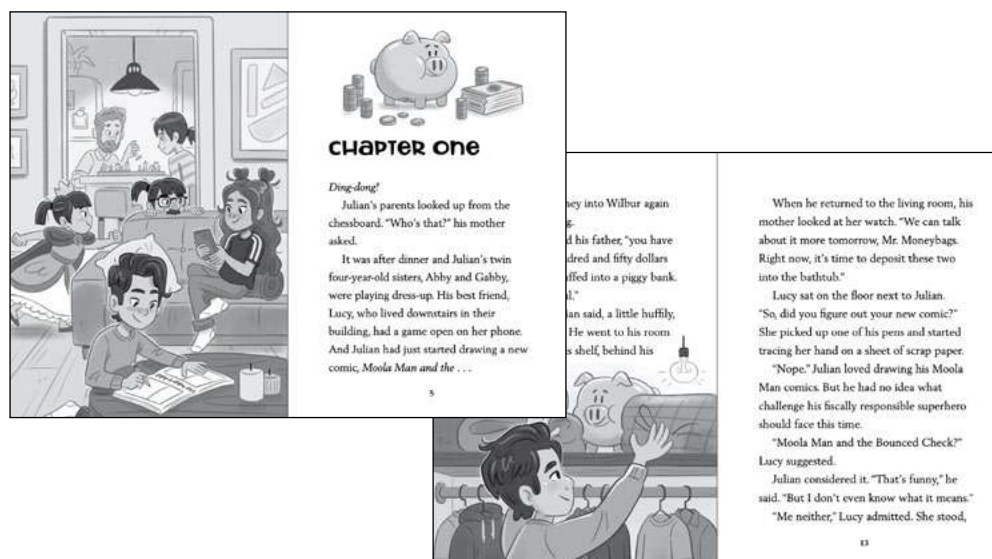 CHAPTER ONE
Ding-dong!
Julian’s parents looked up from the
chessboard. “Who’s that?” his mother
asked.
It was after dinner and Julian’s twin
four-year-old sisters, Abby and Gabby,
were playing dress-up. His best friend,
Lucy, who lived downstairs in their
building, had a game open on her phone.
And Julian had just started drawing a new
comic, Moola Man and the . . .
5
ney into Wilbur again
g.
d his father, “you have
dred and fifty dollars
ffed into a piggy bank.
l.”
ian said, a little huffily,
He went to his room
s shelf, behind his
When he returned to the living room, his
mother looked at her watch. “We can talk
about it more tomorrow, Mr. Moneybags.
Right now, it’s time to deposit these two
into the bathtub.”
Lucy sat on the floor next to Julian.
“So, did you figure out your new comic?”
She picked up one of his pens and started
tracing her hand on a sheet of scrap paper.
“Nope.” Julian loved drawing his Moola
Man comics. But he had no idea what
challenge his fiscally responsible superhero
should face this time.
“Moola Man and the Bounced Check?”
Lucy suggested.
Julian considered it. “That’s funny,” he
said. “But I don’t even know what it means.”
“Me neither,” Lucy admitted. She stood,
13